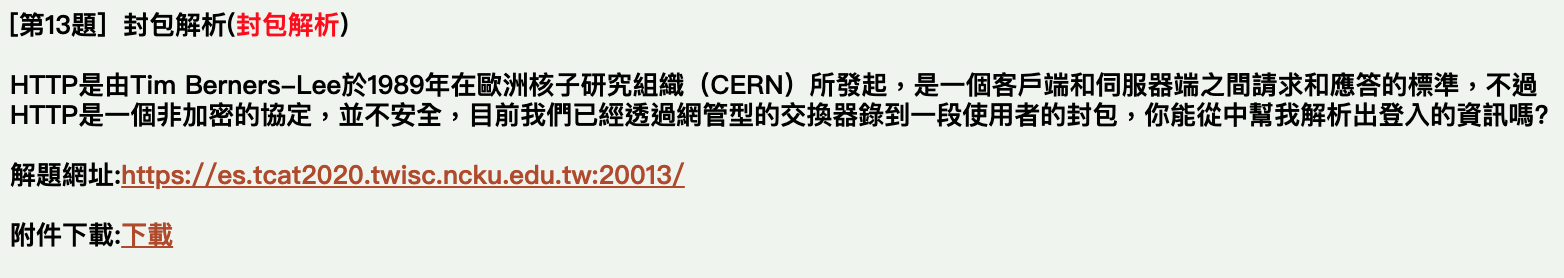 [第13題］封包解析(封包解析)
HTTP是由Tim Berners-Lee於1989年在歐洲核子研究組織（CERN）所發起，是一個客戶端和伺服器端之間請求和應答的標準，不過
HTTP是一個非加密的協定，並不安全，目前我們已經透過網管型的交換器錄到一段使用者的封包，你能從中幫我解析出登入的資訊嗎?
解題網址:https://es.tcat2020.twisc.ncku.edu.tw:20013/
附件下載:下載